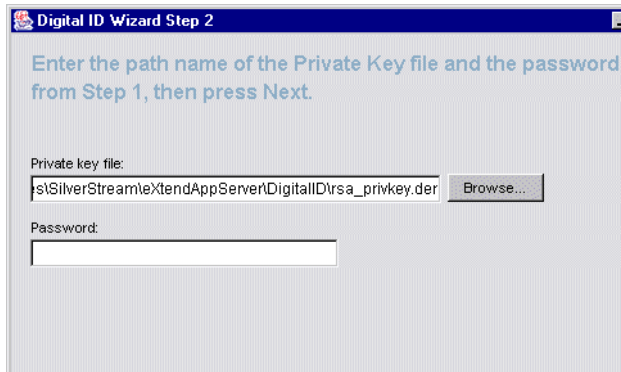 Digital ID Wizard Step 2
Enter the path name of the Private Key file and the password
from Step 1, then press Next.
Private key file:
s\SilverStream\eXtendAppServer\DigitalID\rsa_privkey.der
Browse...
Password: